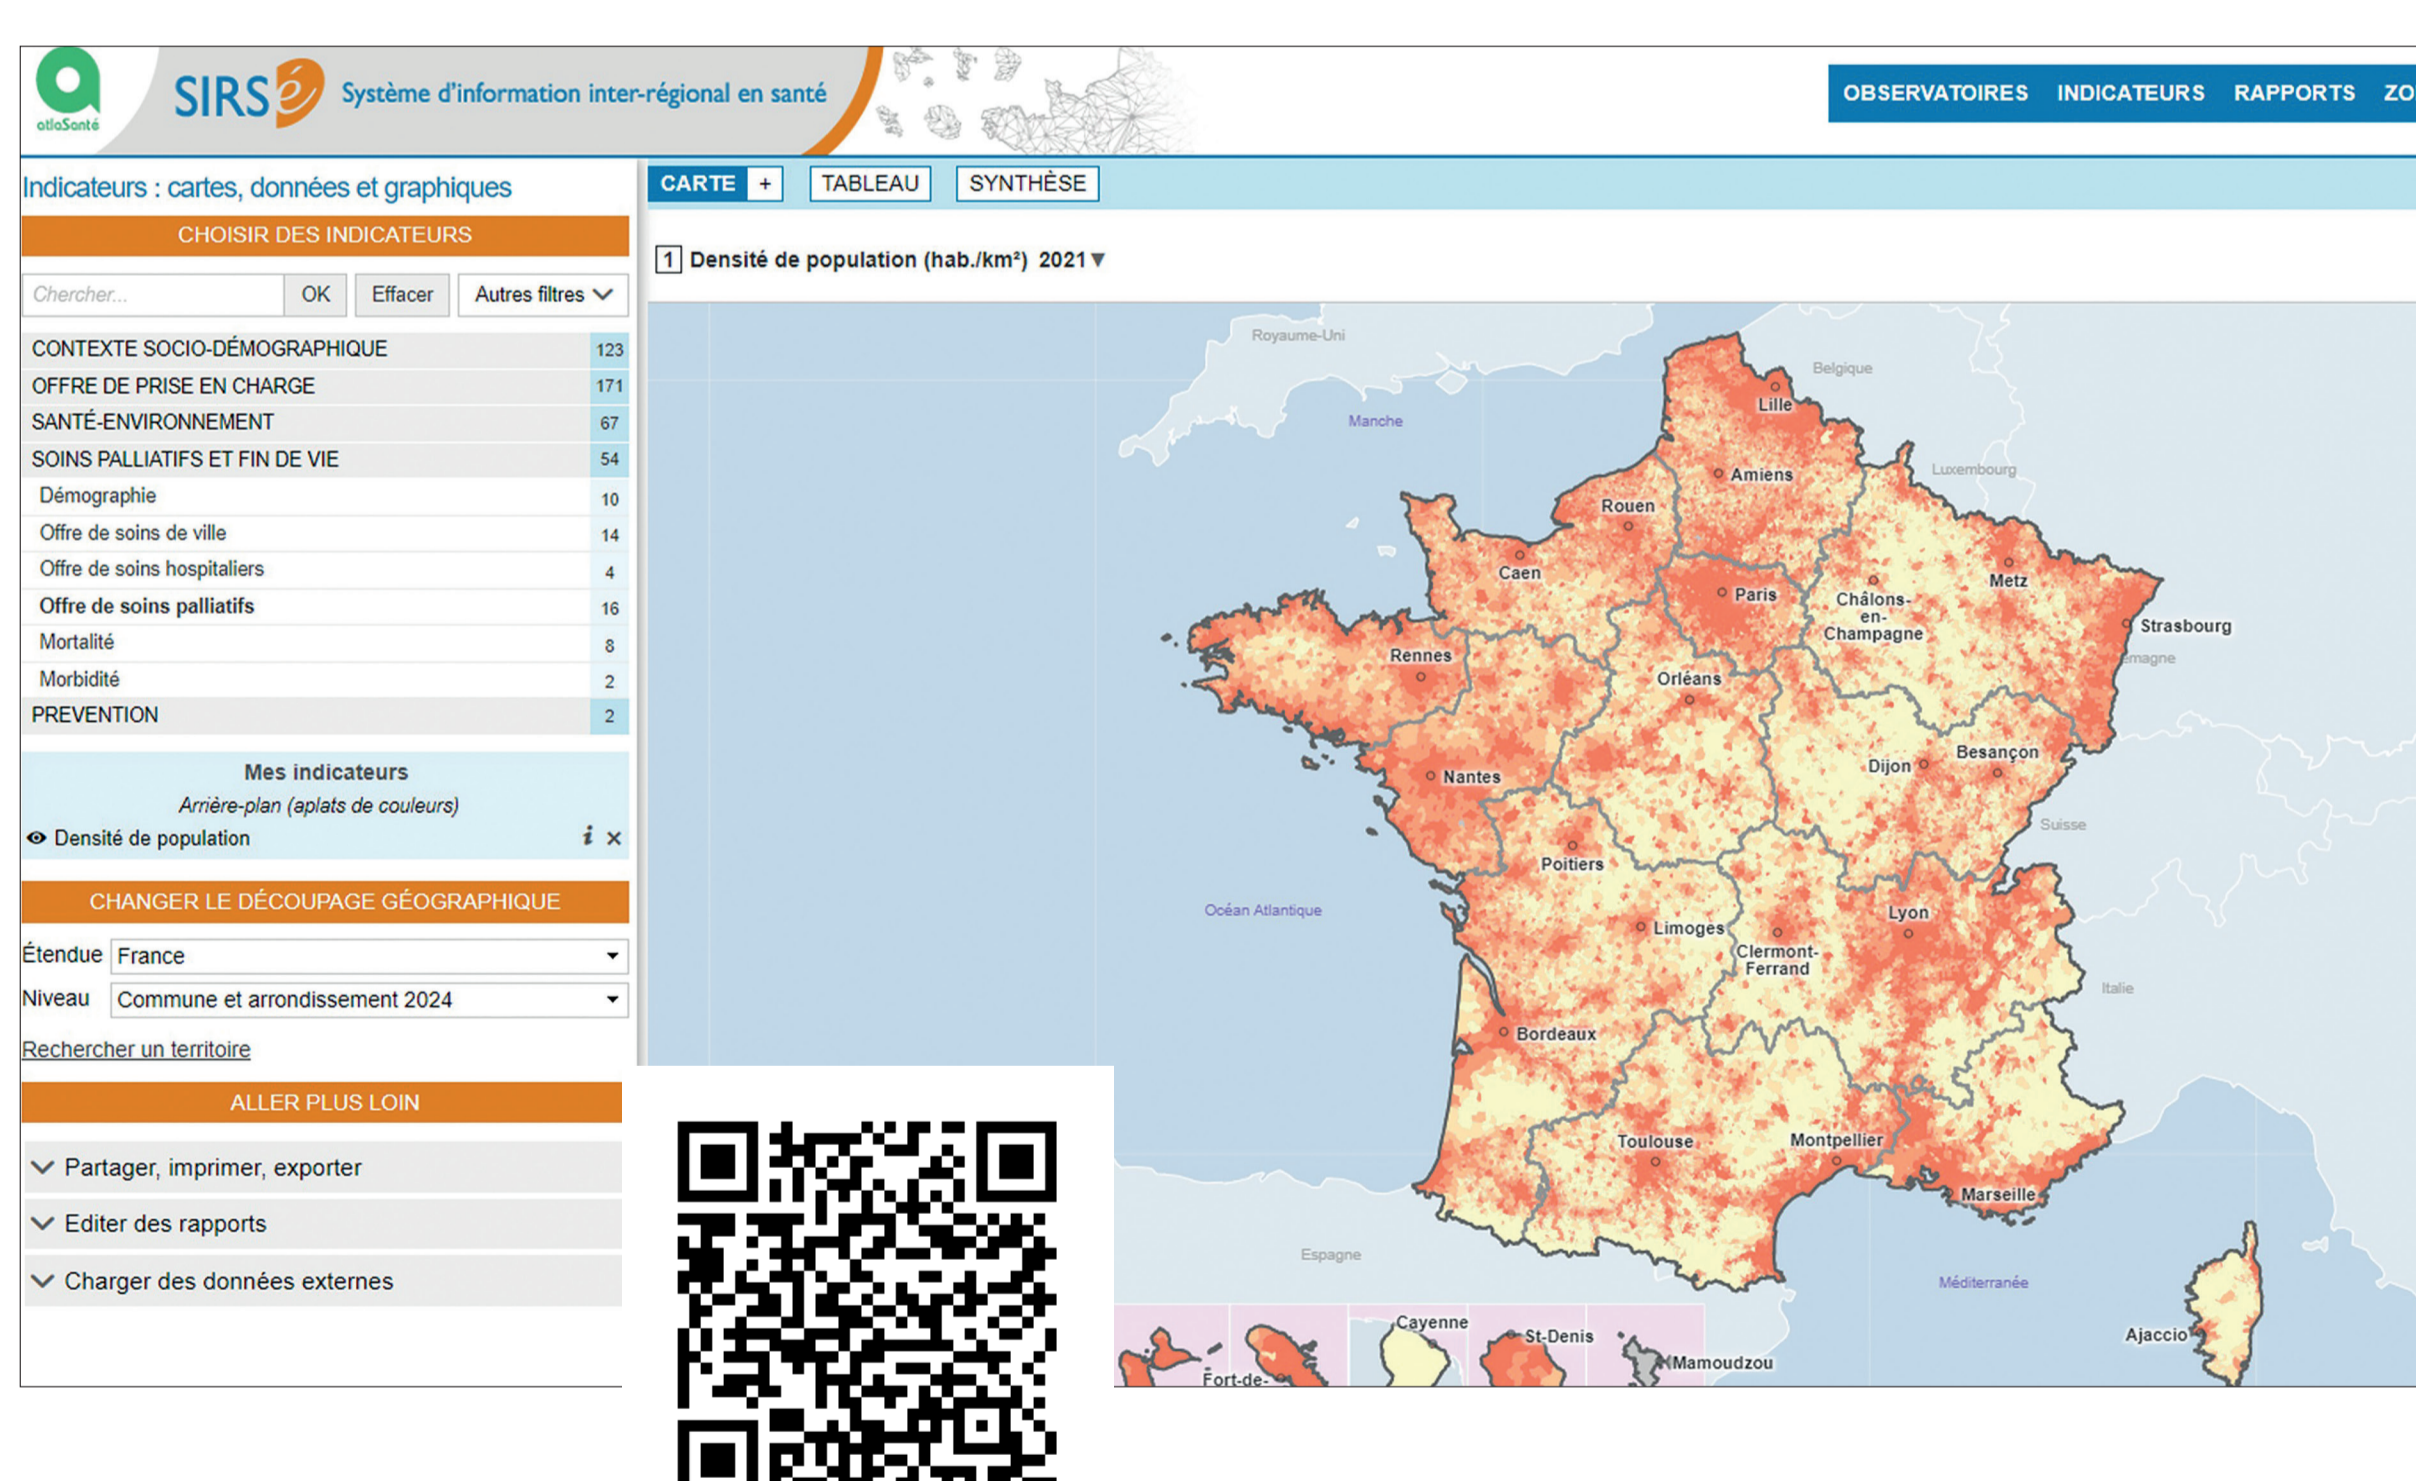 atlaSanté
SIRSé
Système d'information inter-régional en santé
OBSERVATOIRES INDICATEURS RAPPORTS ZO
Indicateurs : cartes, données et graphiques
CHOISIR DES INDICATEURS
Chercher... OK Effacer Autres filtres
CONTEXTE SOCIO-DÉMOGRAPHIQUE 123
OFFRE DE PRISE EN CHARGE 171
SANTÉ-ENVIRONNEMENT 67
SOINS PALLIATIFS ET FIN DE VIE 54
Démographie 10
Offre de soins de ville 14
Offre de soins hospitaliers 4
Offre de soins palliatifs 16
Mortalité 8
Morbidité 2
PREVENTION 2
Mes indicateurs
Arrière-plan (aplats de couleurs)
Densité de population i ×
CHANGER LE DÉCOUPAGE GÉOGRAPHIQUE
Étendue France
Niveau Commune et arrondissement 2024
Rechercher un territoire
ALLER PLUS LOIN
Partager, imprimer, exporter
Editer des rapports
Charger des données externes
CARTE + TABLEAU SYNTHÈSE
1 Densité de population (hab./km²) 2021
Royaume-Uni
Belgique
Lille
Manche
Luxembourg
Amiens
Rouen
Caen
Metz
Paris
Châlons-
en-
Champagne
Strasbourg
Rennes
emagne
Orléans
Besançon
Dijon
Nantes
Suisse
Poitiers
Océan Atlantique
Lyon
Limoges
Clermont-
Ferrand
Italie
Bordeaux
Toulouse
Montpellier
Marseille
Espagne
Méditerranée
Cayenne
St-Denis
Ajaccio
Mamoudzou
Fort-de-